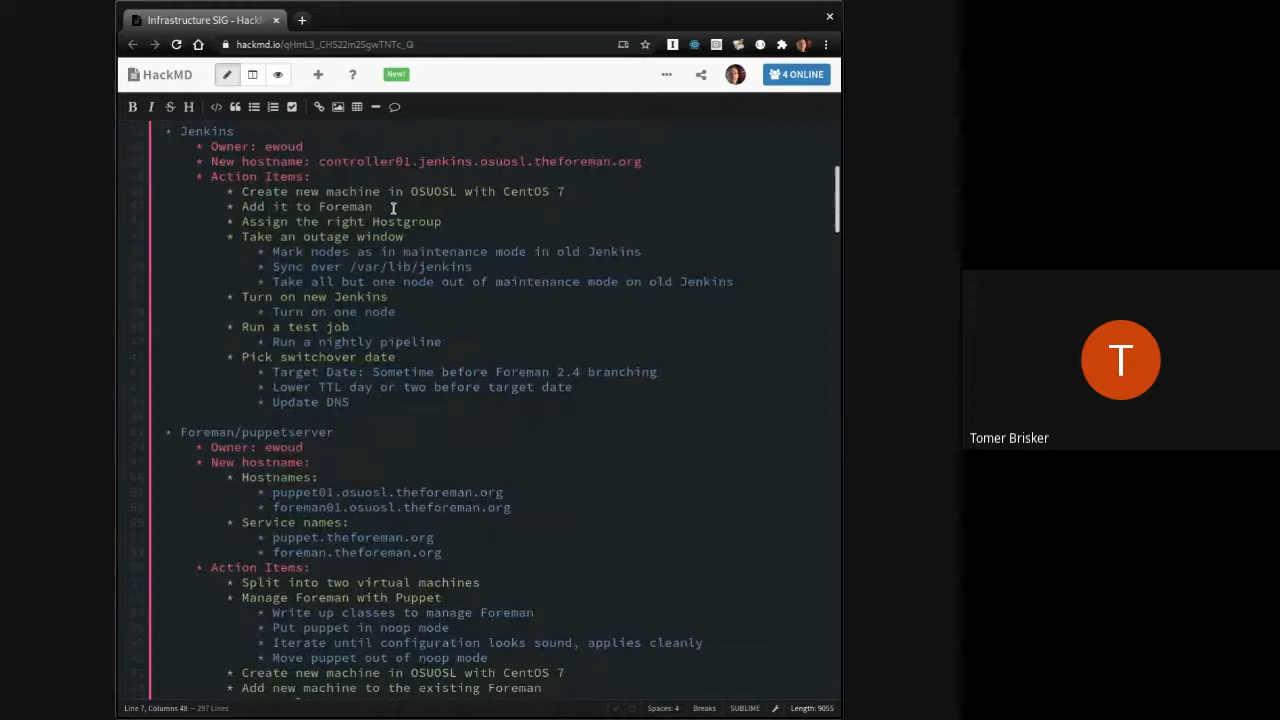 Infrastructure SIG - HackM
hackmd.io/qHmL3_CHS22m2SgwTNTc_Q
HackMD
New!
4 ONLINE
B I S H
* Jenkins
* Owner: ewoud
* New hostname: controller01.jenkins.osuosl.theforeman.org
* Action Items:
* Create new machine in OSUOSL with CentOS 7
* Add it to Foreman
* Assign the right Hostgroup
* Take an outage window
* Mark nodes as in maintenance mode in old Jenkins
* Sync over /var/lib/jenkins
* Take all but one node out of maintenance mode on old Jenkins
* Turn on new Jenkins
* Turn on one node
* Run a test job
* Run a nightly pipeline
* Pick switchover date
* Target Date: Sometime before Foreman 2.4 branching
* Lower TTL day or two before target date
* Update DNS
* Foreman/puppetserver
* Owner: ewoud
* New hostname:
* Hostnames:
* puppet01.osuosl.theforeman.org
* foreman01.osuosl.theforeman.org
* Service names:
* puppet.theforeman.org
* foreman.theforeman.org
* Action Items:
* Split into two virtual machines
* Manage Foreman with Puppet
* Write up classes to manage Foreman
* Put puppet in noop mode
* Iterate until configuration looks sound, applies cleanly
* Move puppet out of noop mode
* Create new machine in OSUOSL with CentOS 7
* Add new machine to the existing Foreman
Line 7, Columns 48 — 297 Lines
Spaces: 4
Breaks
SUBLIME
Length: 9055
T
Tomer Brisker